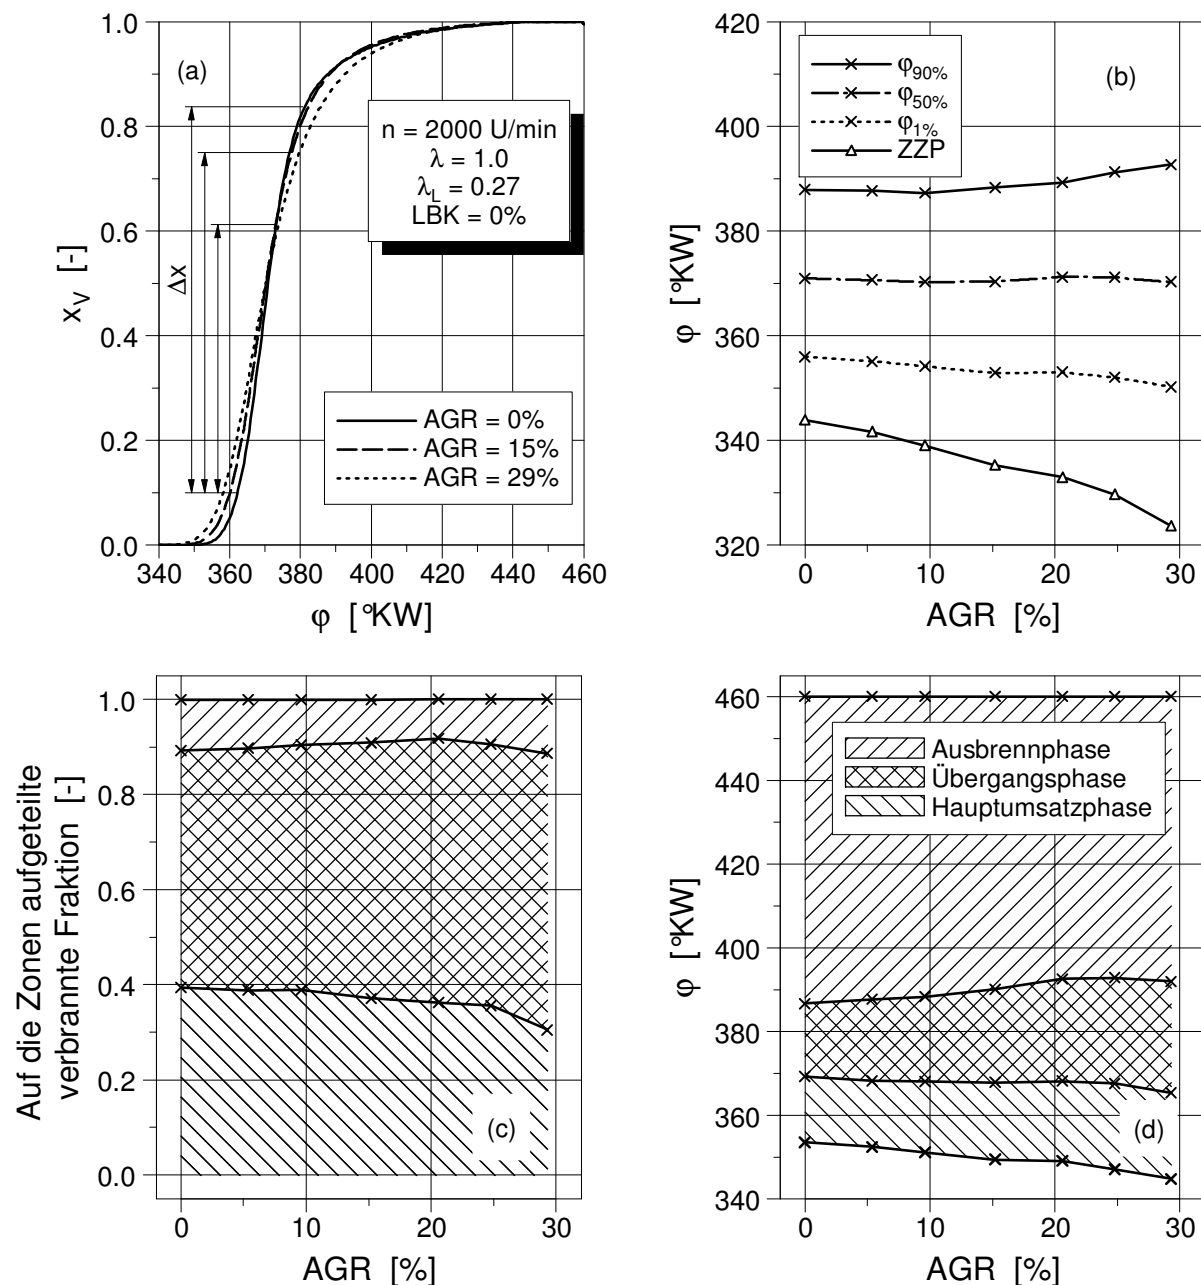 1.0
0.8
0.6
0.4
0.2
0.0
x_V [-]
(a)
Δx
n = 2000 U/min
λ = 1.0
λ_L = 0.27
LBK = 0%
AGR = 0%
AGR = 15%
AGR = 29%
340 360 380 400 420 440 460
φ [°KW]
420
400
380
360
340
320
φ [°KW]
φ90%
φ50%
φ1%
ZZP
(b)
0 10 20 30
AGR [%]
1.0
0.8
0.6
0.4
0.2
0.0
Auf die Zonen aufgeteilte
verbrannte Fraktion [-]
(c)
0 10 20 30
AGR [%]
460
440
420
400
380
360
340
φ [°KW]
Ausbrennphase
Übergangsphase
Hauptumsatzphase
(d)
0 10 20 30
AGR [%]